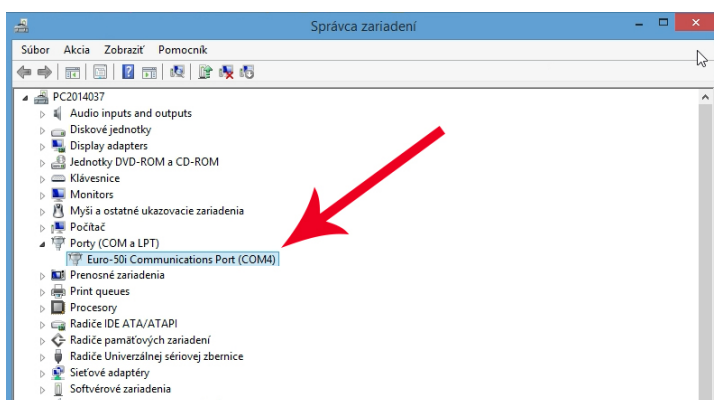 Správca zariadení
Súbor Akcia Zobraziť Pomocník
PC2014037
Audio inputs and outputs
Diskové jednotky
Display adapters
Jednotky DVD-ROM a CD-ROM
Klávesnice
Monitors
Myši a ostatné ukazovacie zariadenia
Počítač
Porty (COM a LPT)
Euro-50i Communications Port (COM4)
Prenosné zariadenia
Print queues
Procesory
Radiče IDE ATA/ATAPI
Radiče pamäťových zariadení
Radiče Univerzálnej sériovej zbernice
Sieťové adaptéry
Softvérové zariadenia